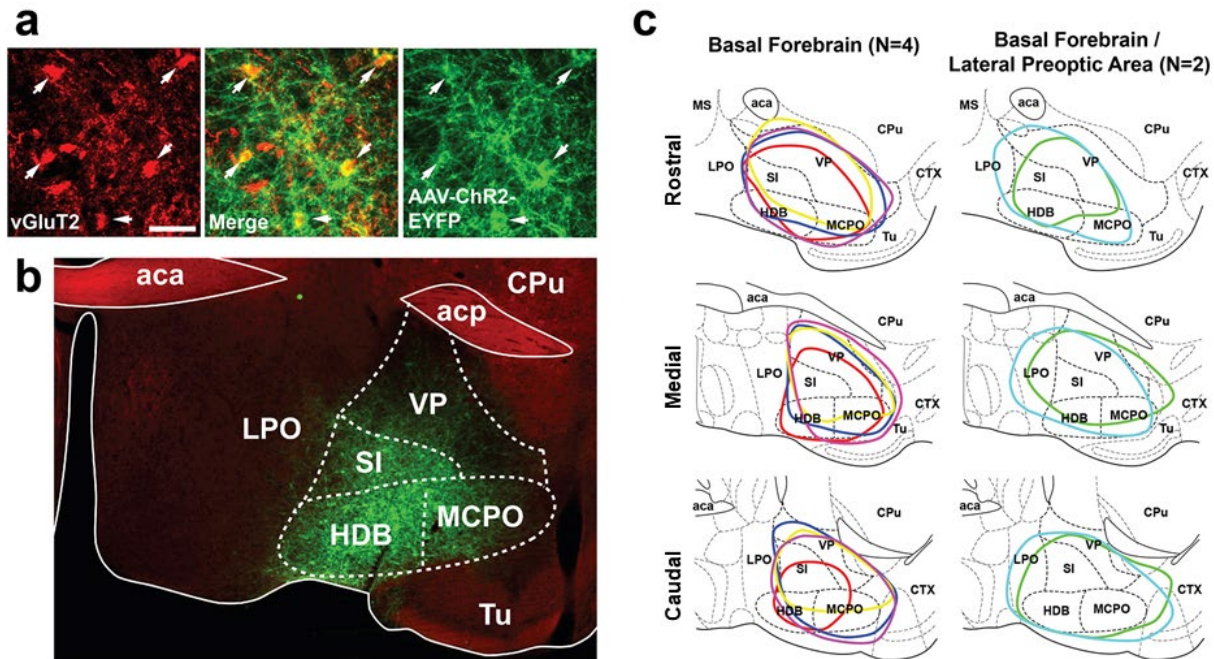 a
vGluT2
Merge
AAV-ChR2-
EYFP
b
aca
CPu
acp
VP
LPO
SI
HDB
MCPO
Tu
c
Basal Forebrain (N=4)
Basal Forebrain /
Lateral Preoptic Area (N=2)
Rostral
MS
aca
CPu
LPO
VP
SI
HDB
MCPO
Tu
aca
CPu
LPO
VP
SI
CTX
HDB
MCPO
Tu
Medial
aca
CPu
VP
LPO
SI
HDB
MCPO
Tu
aca
CPu
VP
LPO
SI
CTX
HDB
MCPO
Tu
CTX
Caudal
aca
CPu
LPO
VP
SI
HDB
MCPO
aca
CPu
LPO
VP
SI
CTX
HDB
MCPO